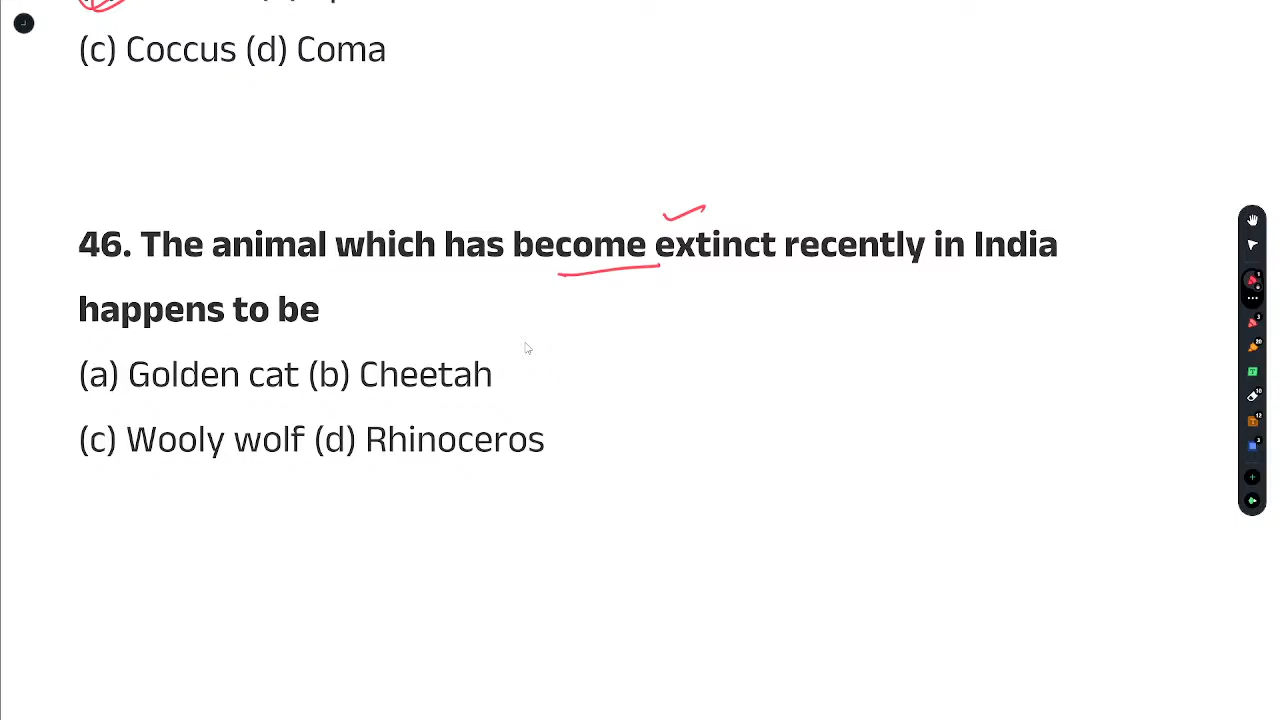 (c) Coccus (d) Coma
46. The animal which has become extinct recently in India
happens to be
(a) Golden cat (b) Cheetah
(c) Wooly wolf (d) Rhinoceros